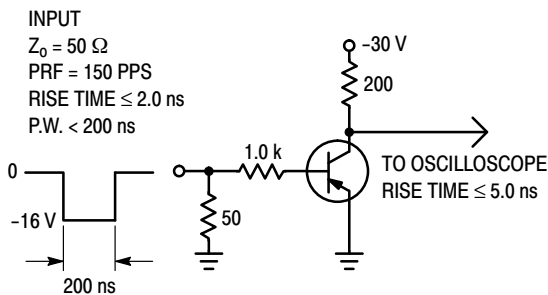 INPUT
Zo = 50 Ω
PRF = 150 PPS
RISE TIME ≤ 2.0 ns
P.W. < 200 ns
−30 V
200
1.0 k
TO OSCILLOSCOPE
RISE TIME ≤ 5.0 ns
0
50
−16 V
200 ns